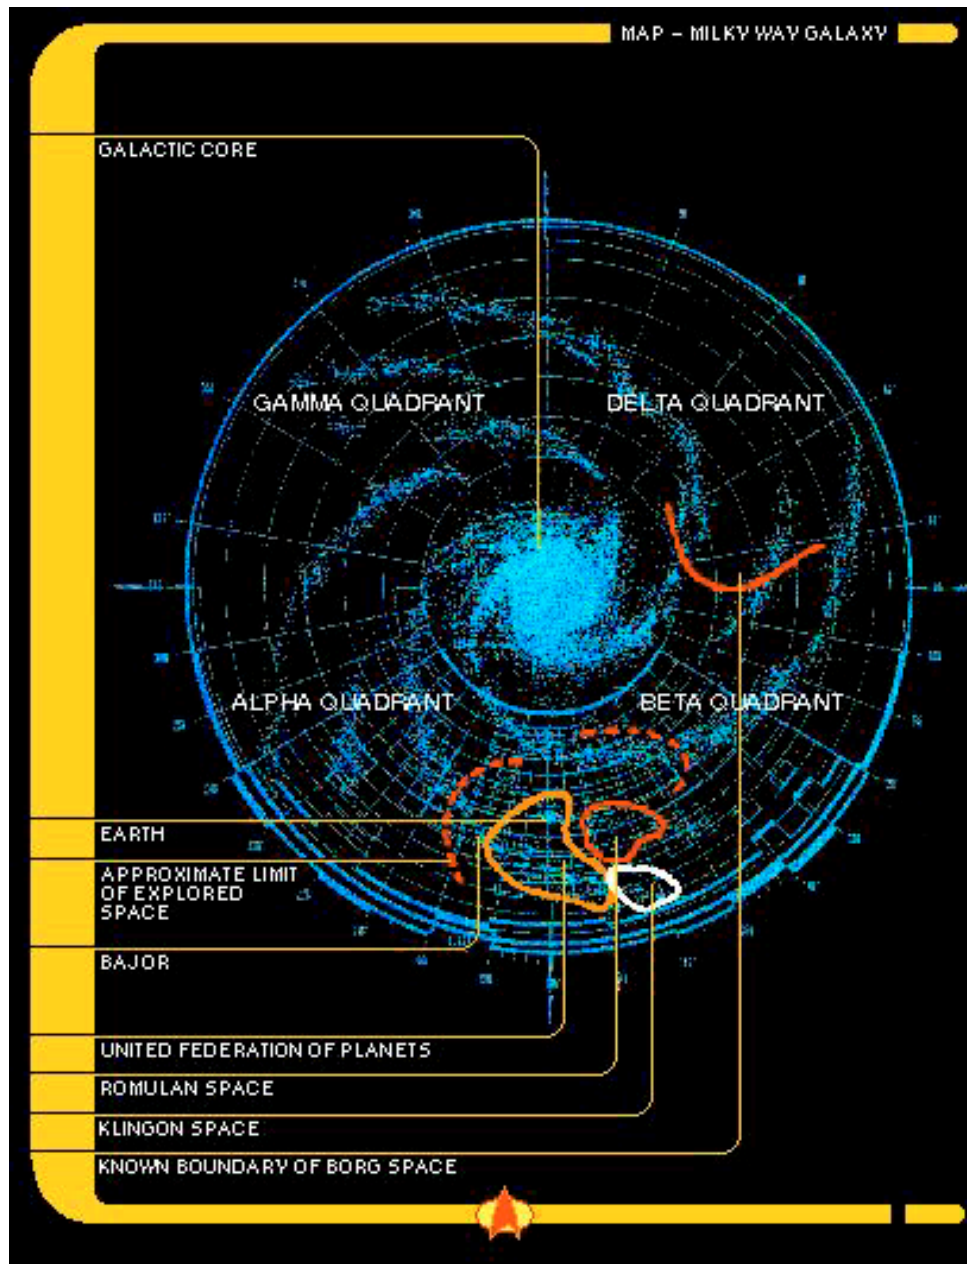 MAP – MILKY WAY GALAXY
GALACTIC CORE
GAMMA QUADRANT
DELTA QUADRANT
ALPHA QUADRANT
BETA QUADRANT
EARTH
APPROXIMATE LIMIT
OF EXPLORED
SPACE
BAJOR
UNITED FEDERATION OF PLANETS
ROMULAN SPACE
KLINGON SPACE
KNOWN BOUNDARY OF BORG SPACE